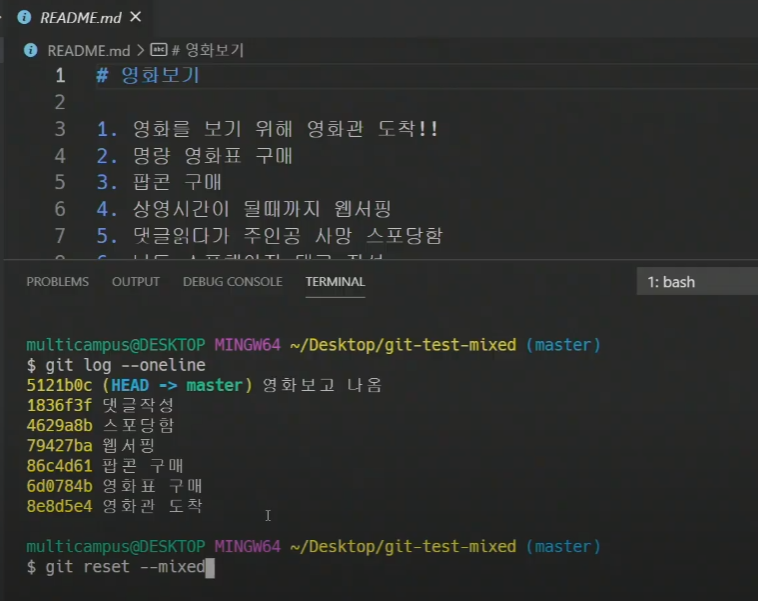 README.md
README.md > # 영화보기
1 # 영화보기
2
3 1. 영화를 보기 위해 영화관 도착!!
4 2. 명량 영화표 구매
5 3. 팝콘 구매
6 4. 상영시간이 될때까지 웹서핑
7 5. 댓글읽다가 주인공 사망 스포당함
PROBLEMS OUTPUT DEBUG CONSOLE TERMINAL 1: bash
multicampus@DESKTOP MINGW64 ~/Desktop/git-test-mixed (master)
$ git log --oneline
5121b0c (HEAD -> master) 영화보고 나옴
1836f3f 댓글작성
4629a8b 스포당함
79427ba 웹서핑
86c4d61 팝콘 구매
6d0784b 영화표 구매
8e8d5e4 영화관 도착
multicampus@DESKTOP MINGW64 ~/Desktop/git-test-mixed (master)
$ git reset --mixed